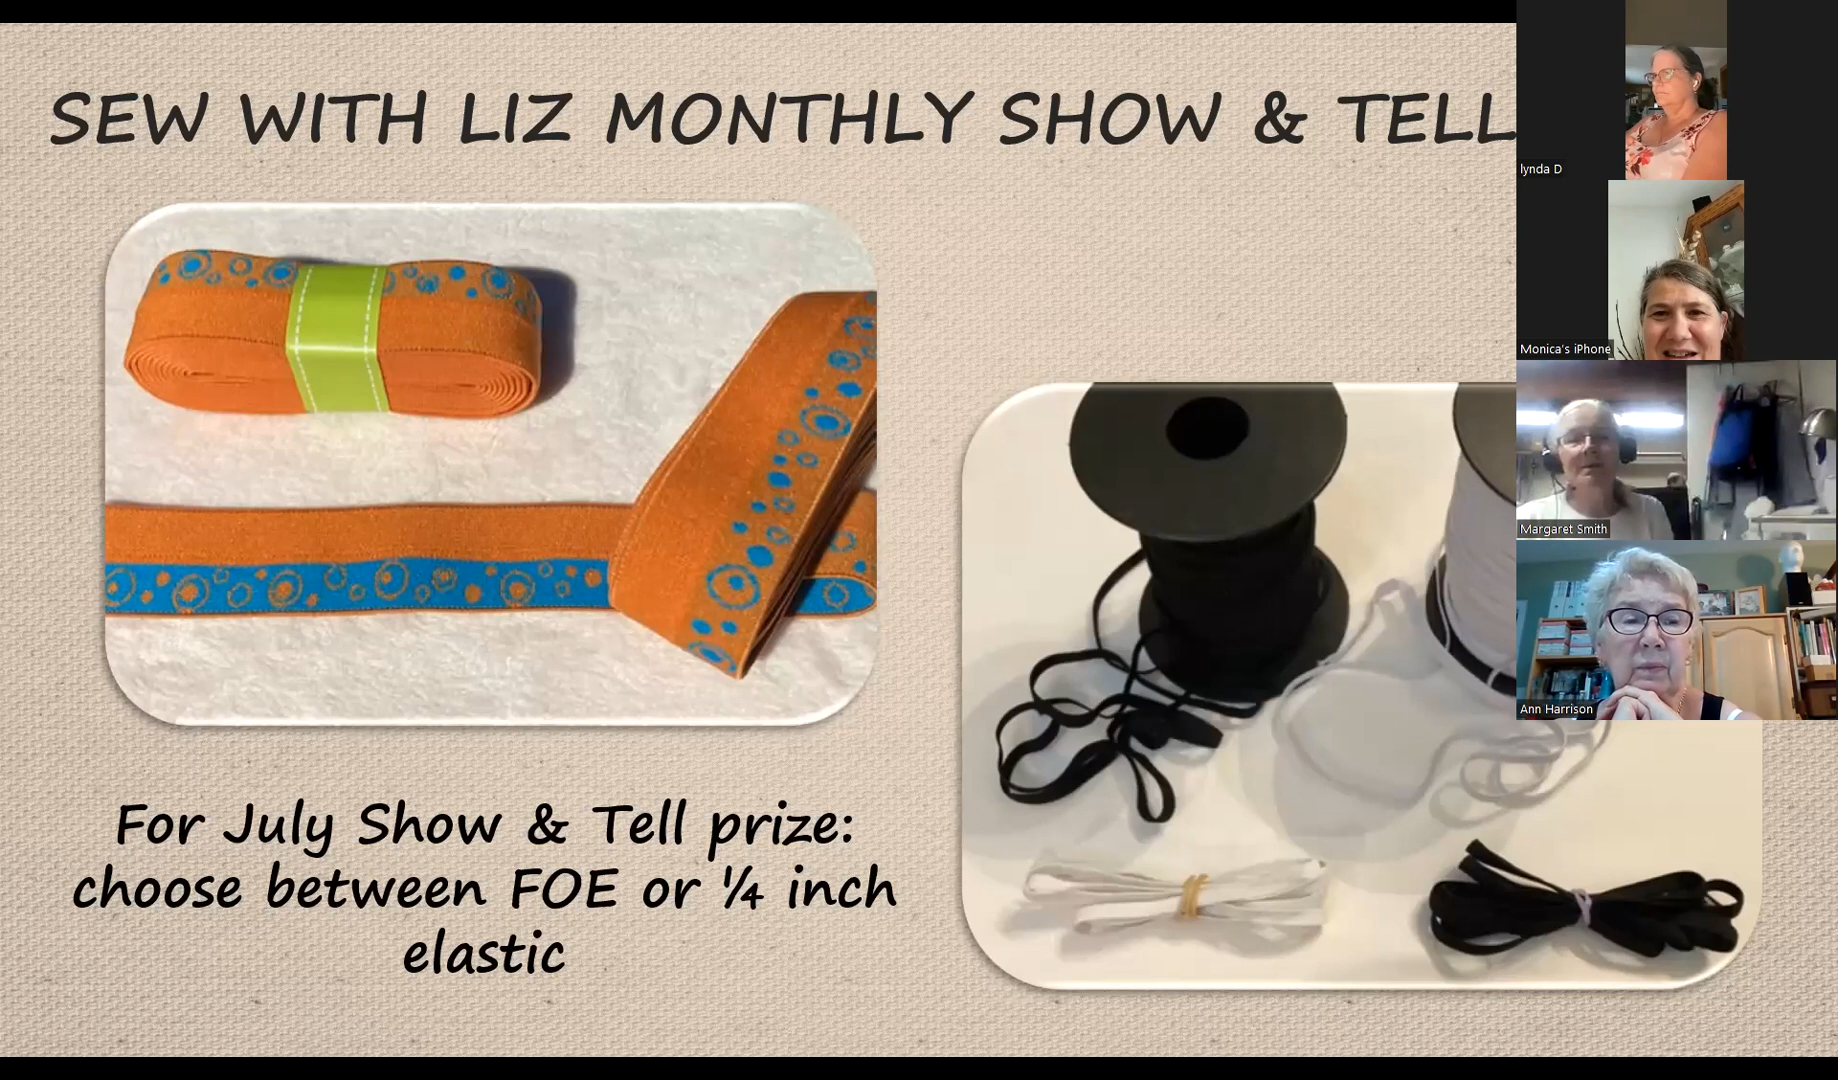 SEW WITH LIZ MONTHLY SHOW & TELL
For July Show & Tell prize:
choose between FOE or ¼ inch
elastic
lynda D
Monica's iPhone
Margaret Smith
Ann Harrison